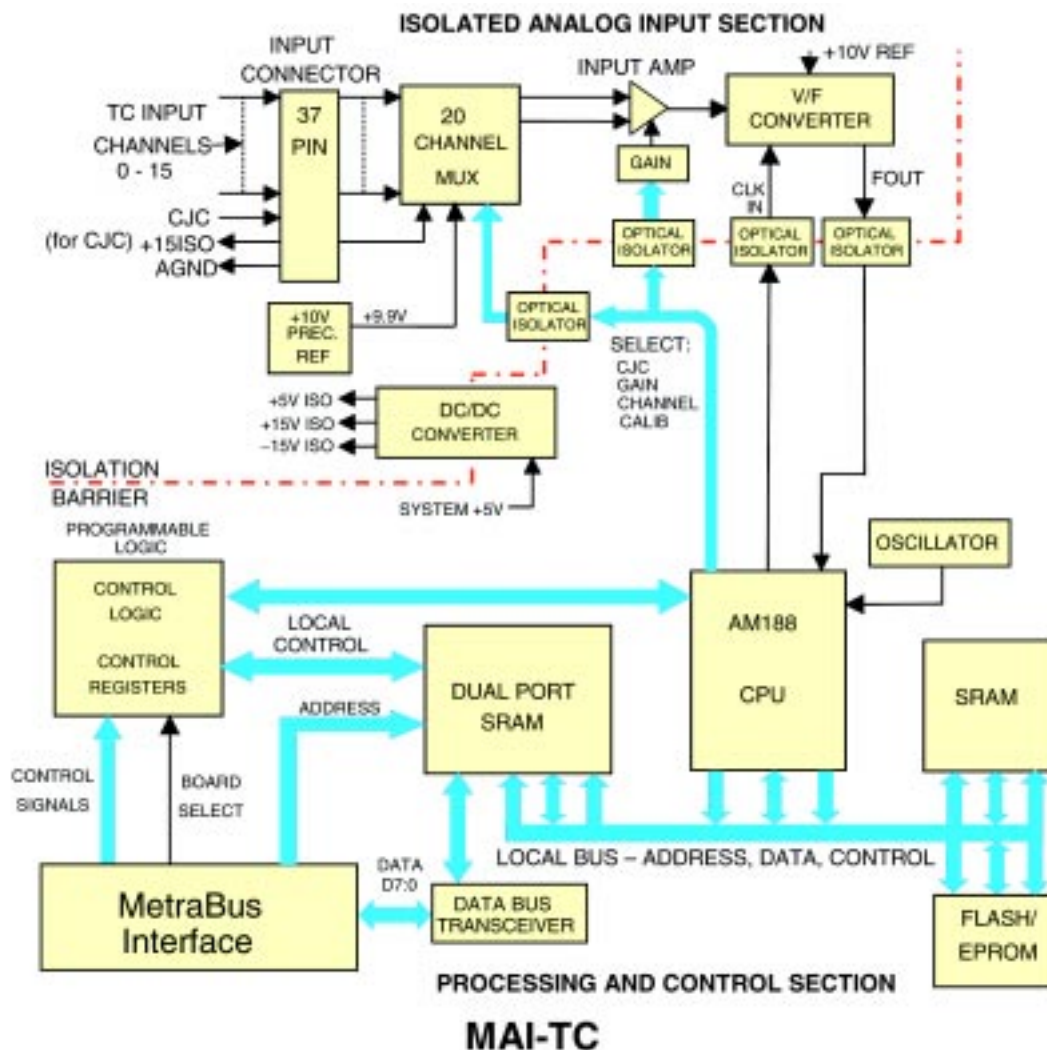 ISOLATED ANALOG INPUT SECTION
INPUT
CONNECTOR
INPUT AMP
+10V REF
TC INPUT
CHANNELS
0 - 15
37
PIN
20
CHANNEL
MUX
V/F
CONVERTER
GAIN
CLK
IN
FOUT
CJC
(for CJC) +15ISO
AGND
OPTICAL
ISOLATOR
OPTICAL
ISOLATOR
OPTICAL
ISOLATOR
+10V
PREC.
REF
+9.9V
OPTICAL
ISOLATOR
SELECT:
CJC
GAIN
CHANNEL
CALIB
+5V ISO
+15V ISO
–15V ISO
DC/DC
CONVERTER
ISOLATION
BARRIER
SYSTEM +5V
PROGRAMMABLE
LOGIC
CONTROL
LOGIC
CONTROL
REGISTERS
LOCAL
CONTROL
ADDRESS
DUAL PORT
SRAM
AM188
CPU
OSCILLATOR
SRAM
CONTROL
SIGNALS
BOARD
SELECT
LOCAL BUS – ADDRESS, DATA, CONTROL
MetraBus
Interface
DATA
D7:0
DATA BUS
TRANSCEIVER
FLASH/
EPROM
PROCESSING AND CONTROL SECTION
MAI-TC